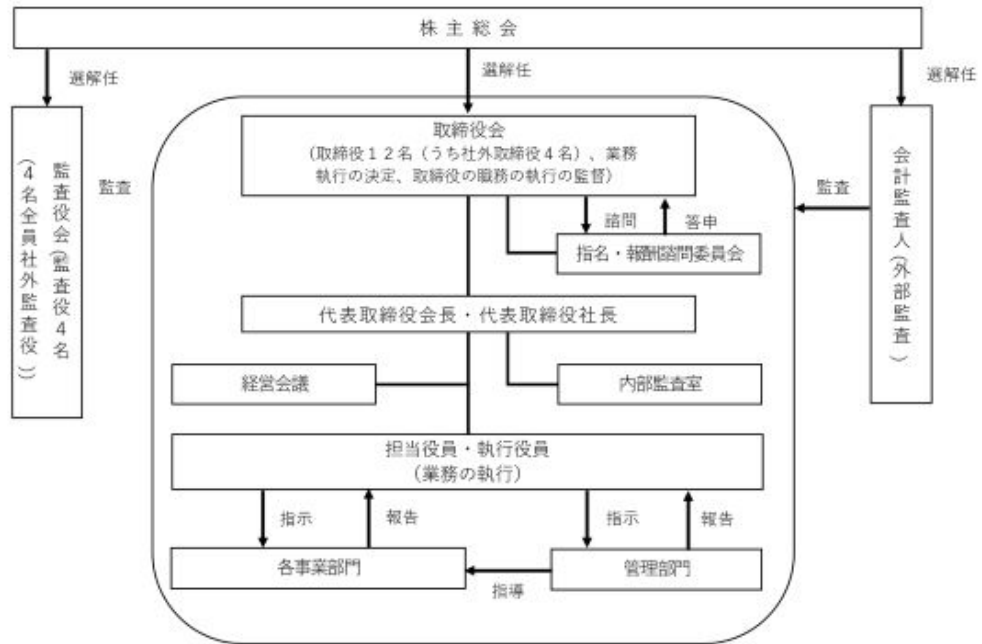 株主総会
選解任
選解任
選解任
取締役会
（取締役１２名（うち社外取締役４名）、業務
執行の決定、取締役の職務の執行の監督）
監査役会(監査役４名
(４名全員社外監査役))
監査
監査
会計監査人(外部監査)
諮問
答申
指名・報酬諮問委員会
代表取締役会長・代表取締役社長
経営会議
内部監査室
担当役員・執行役員
（業務の執行）
指示
報告
指示
報告
各事業部門
管理部門
指導